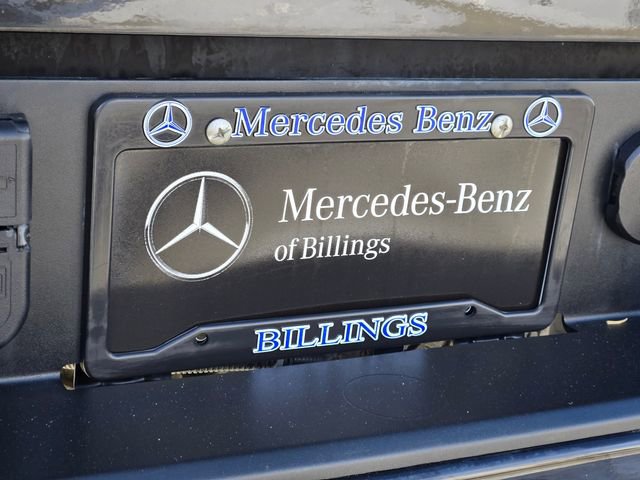 Mercedes Benz
Mercedes-Benz
of Billings
BILLINGS